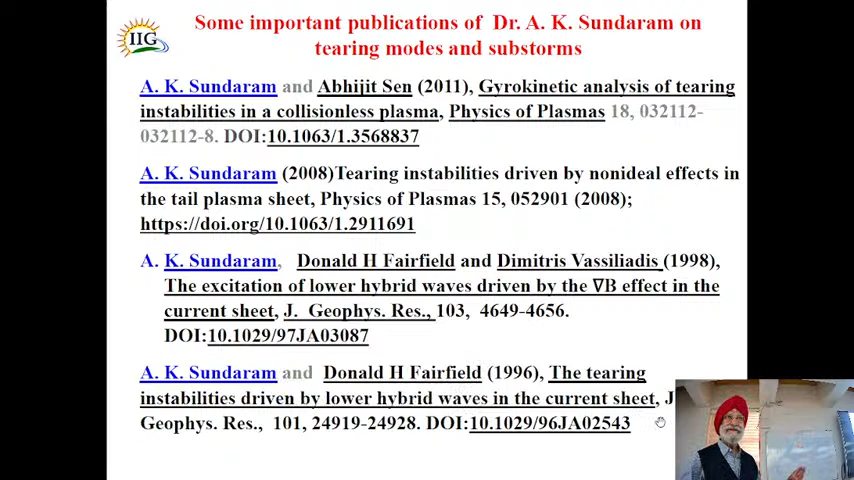 IIG
Some important publications of Dr. A. K. Sundaram on
tearing modes and substorms
A. K. Sundaram and Abhijit Sen (2011), Gyrokinetic analysis of tearing
instabilities in a collisionless plasma, Physics of Plasmas 18, 032112-
032112-8. DOI:10.1063/1.3568837
A. K. Sundaram (2008)Tearing instabilities driven by nonideal effects in
the tail plasma sheet, Physics of Plasmas 15, 052901 (2008);
https://doi.org/10.1063/1.2911691
A. K. Sundaram, Donald H Fairfield and Dimitris Vassiliadis (1998),
The excitation of lower hybrid waves driven by the ∇B effect in the
current sheet, J. Geophys. Res., 103, 4649-4656.
DOI:10.1029/97JA03087
A. K. Sundaram and Donald H Fairfield (1996), The tearing
instabilities driven by lower hybrid waves in the current sheet, J
Geophys. Res., 101, 24919-24928. DOI:10.1029/96JA02543